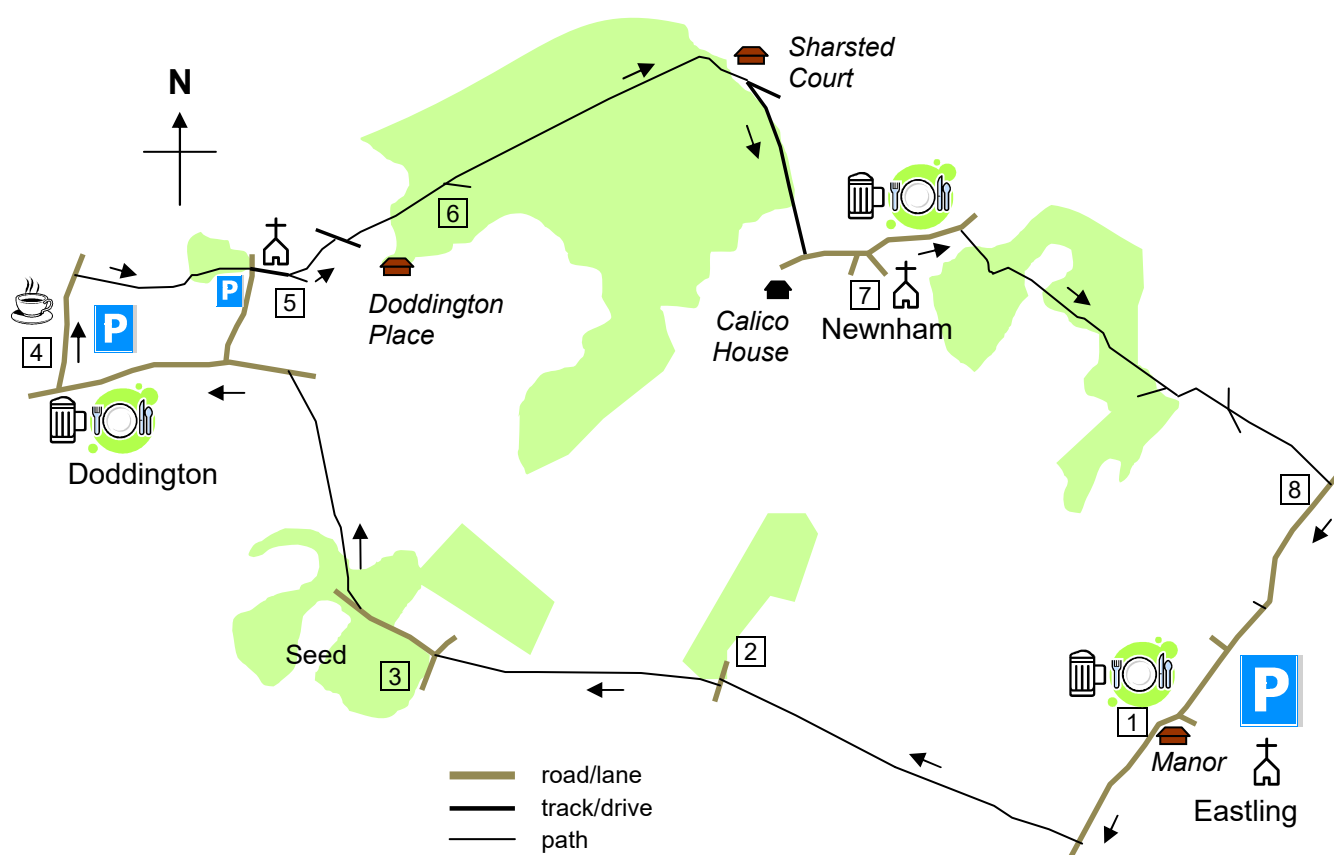 Sharsted
Court
N
6
P
5
Doddington
Place
P
4
Calico
House
7
Newnham
Doddington
8
Seed
3
2
P
1
Manor
Eastling
road/lane
track/drive
path